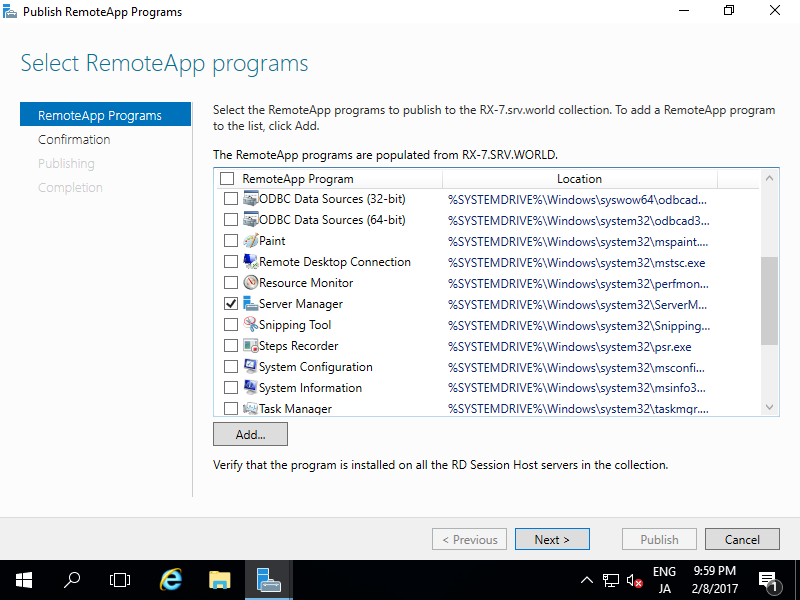 Publish RemoteApp Programs
Select RemoteApp programs
RemoteApp Programs
Confirmation
Publishing
Completion
Select the RemoteApp programs to publish to the RX-7.srv.world collection. To add a RemoteApp program
to the list, click Add.
The RemoteApp programs are populated from RX-7.SRV.WORLD.
RemoteApp Program Location
ODBC Data Sources (32-bit) %SYSTEMDRIVE%\Windows\syswow64\odbcad...
ODBC Data Sources (64-bit) %SYSTEMDRIVE%\Windows\system32\odbcad3...
Paint %SYSTEMDRIVE%\Windows\system32\mspaint....
Remote Desktop Connection %SYSTEMDRIVE%\Windows\system32\mstsc.exe
Resource Monitor %SYSTEMDRIVE%\Windows\system32\perfmon...
Server Manager %SYSTEMDRIVE%\Windows\system32\ServerM...
Snipping Tool %SYSTEMDRIVE%\Windows\system32\Snipping...
Steps Recorder %SYSTEMDRIVE%\Windows\system32\psr.exe
System Configuration %SYSTEMDRIVE%\Windows\system32\msconfi...
System Information %SYSTEMDRIVE%\Windows\system32\msinfo3...
Task Manager %SYSTEMDRIVE%\Windows\system32\taskmgr....
Add...
Verify that the program is installed on all the RD Session Host servers in the collection.
< Previous Next > Publish Cancel
ENG 9:59 PM
JA 2/8/2017 1